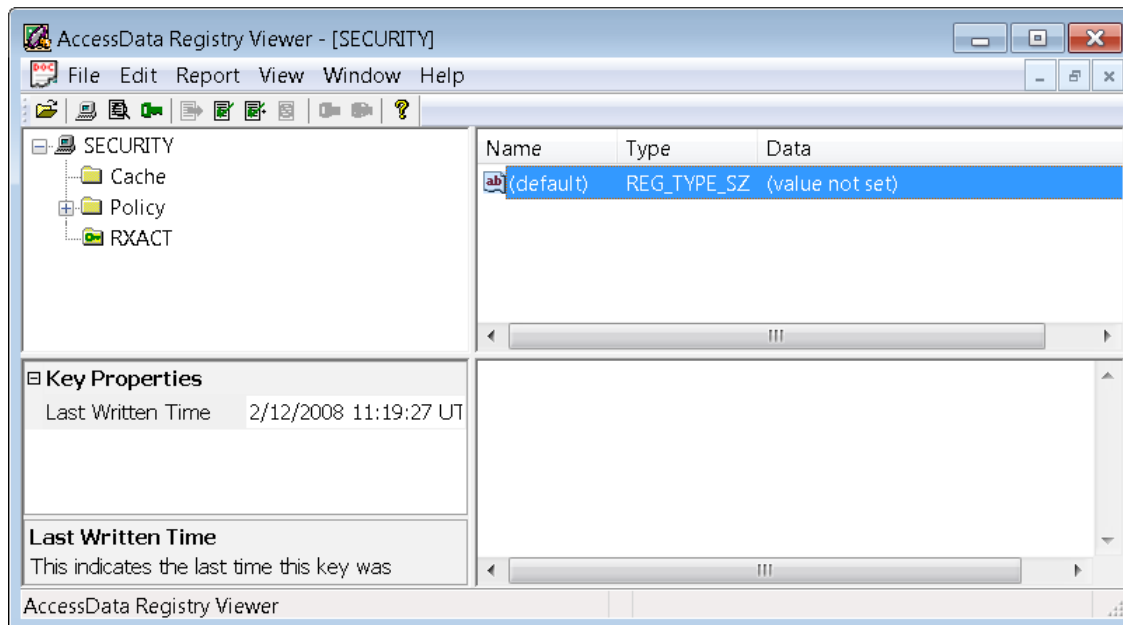 AccessData Registry Viewer - [SECURITY]
File Edit Report View Window Help
SECURITY
Cache
Policy
RXACT
Name Type Data
(default) REG_TYPE_SZ (value not set)
Key Properties
Last Written Time 2/12/2008 11:19:27 UT
Last Written Time
This indicates the last time this key was
AccessData Registry Viewer